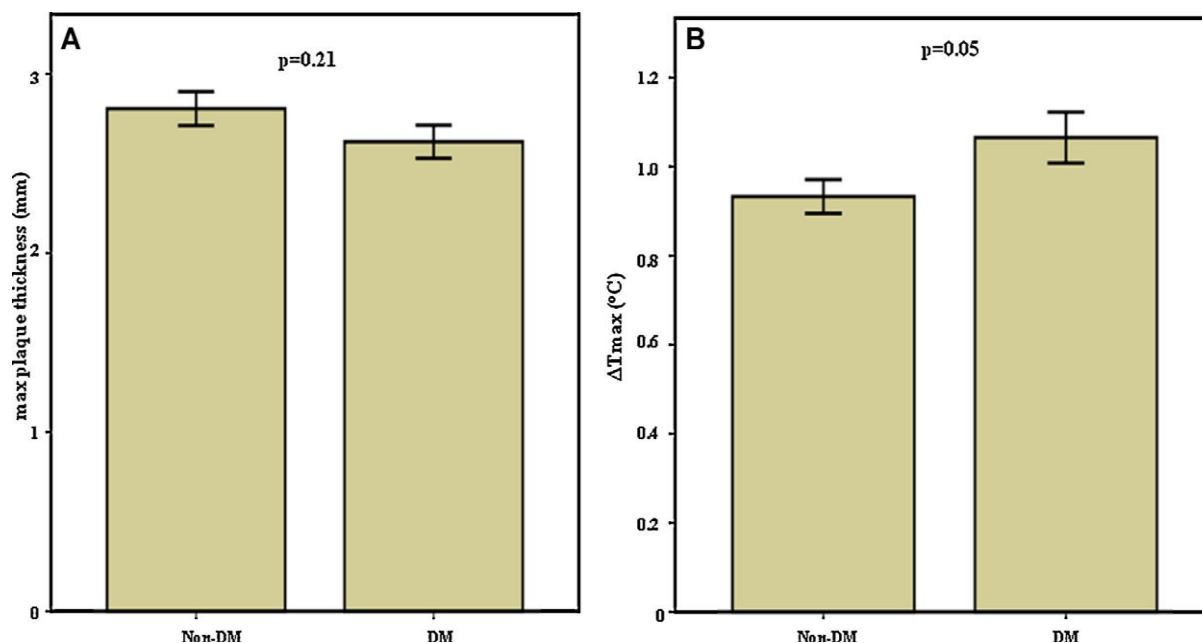 A
p=0.21
max plaque thickness (mm)
3
2
1
0
Non-DM
DM
B
p=0.05
ΔTmax (°C)
1.2
1.0
0.8
0.6
0.4
0.2
0
Non-DM
DM